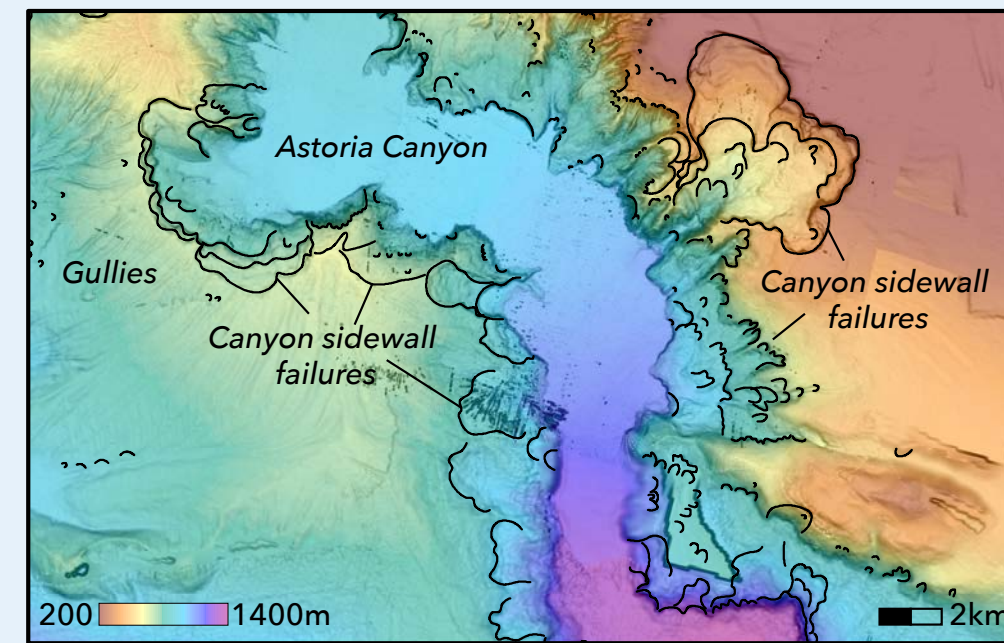 Astoria Canyon
Gullies
Canyon sidewall
failures
Canyon sidewall
failures
200 1400m
2km